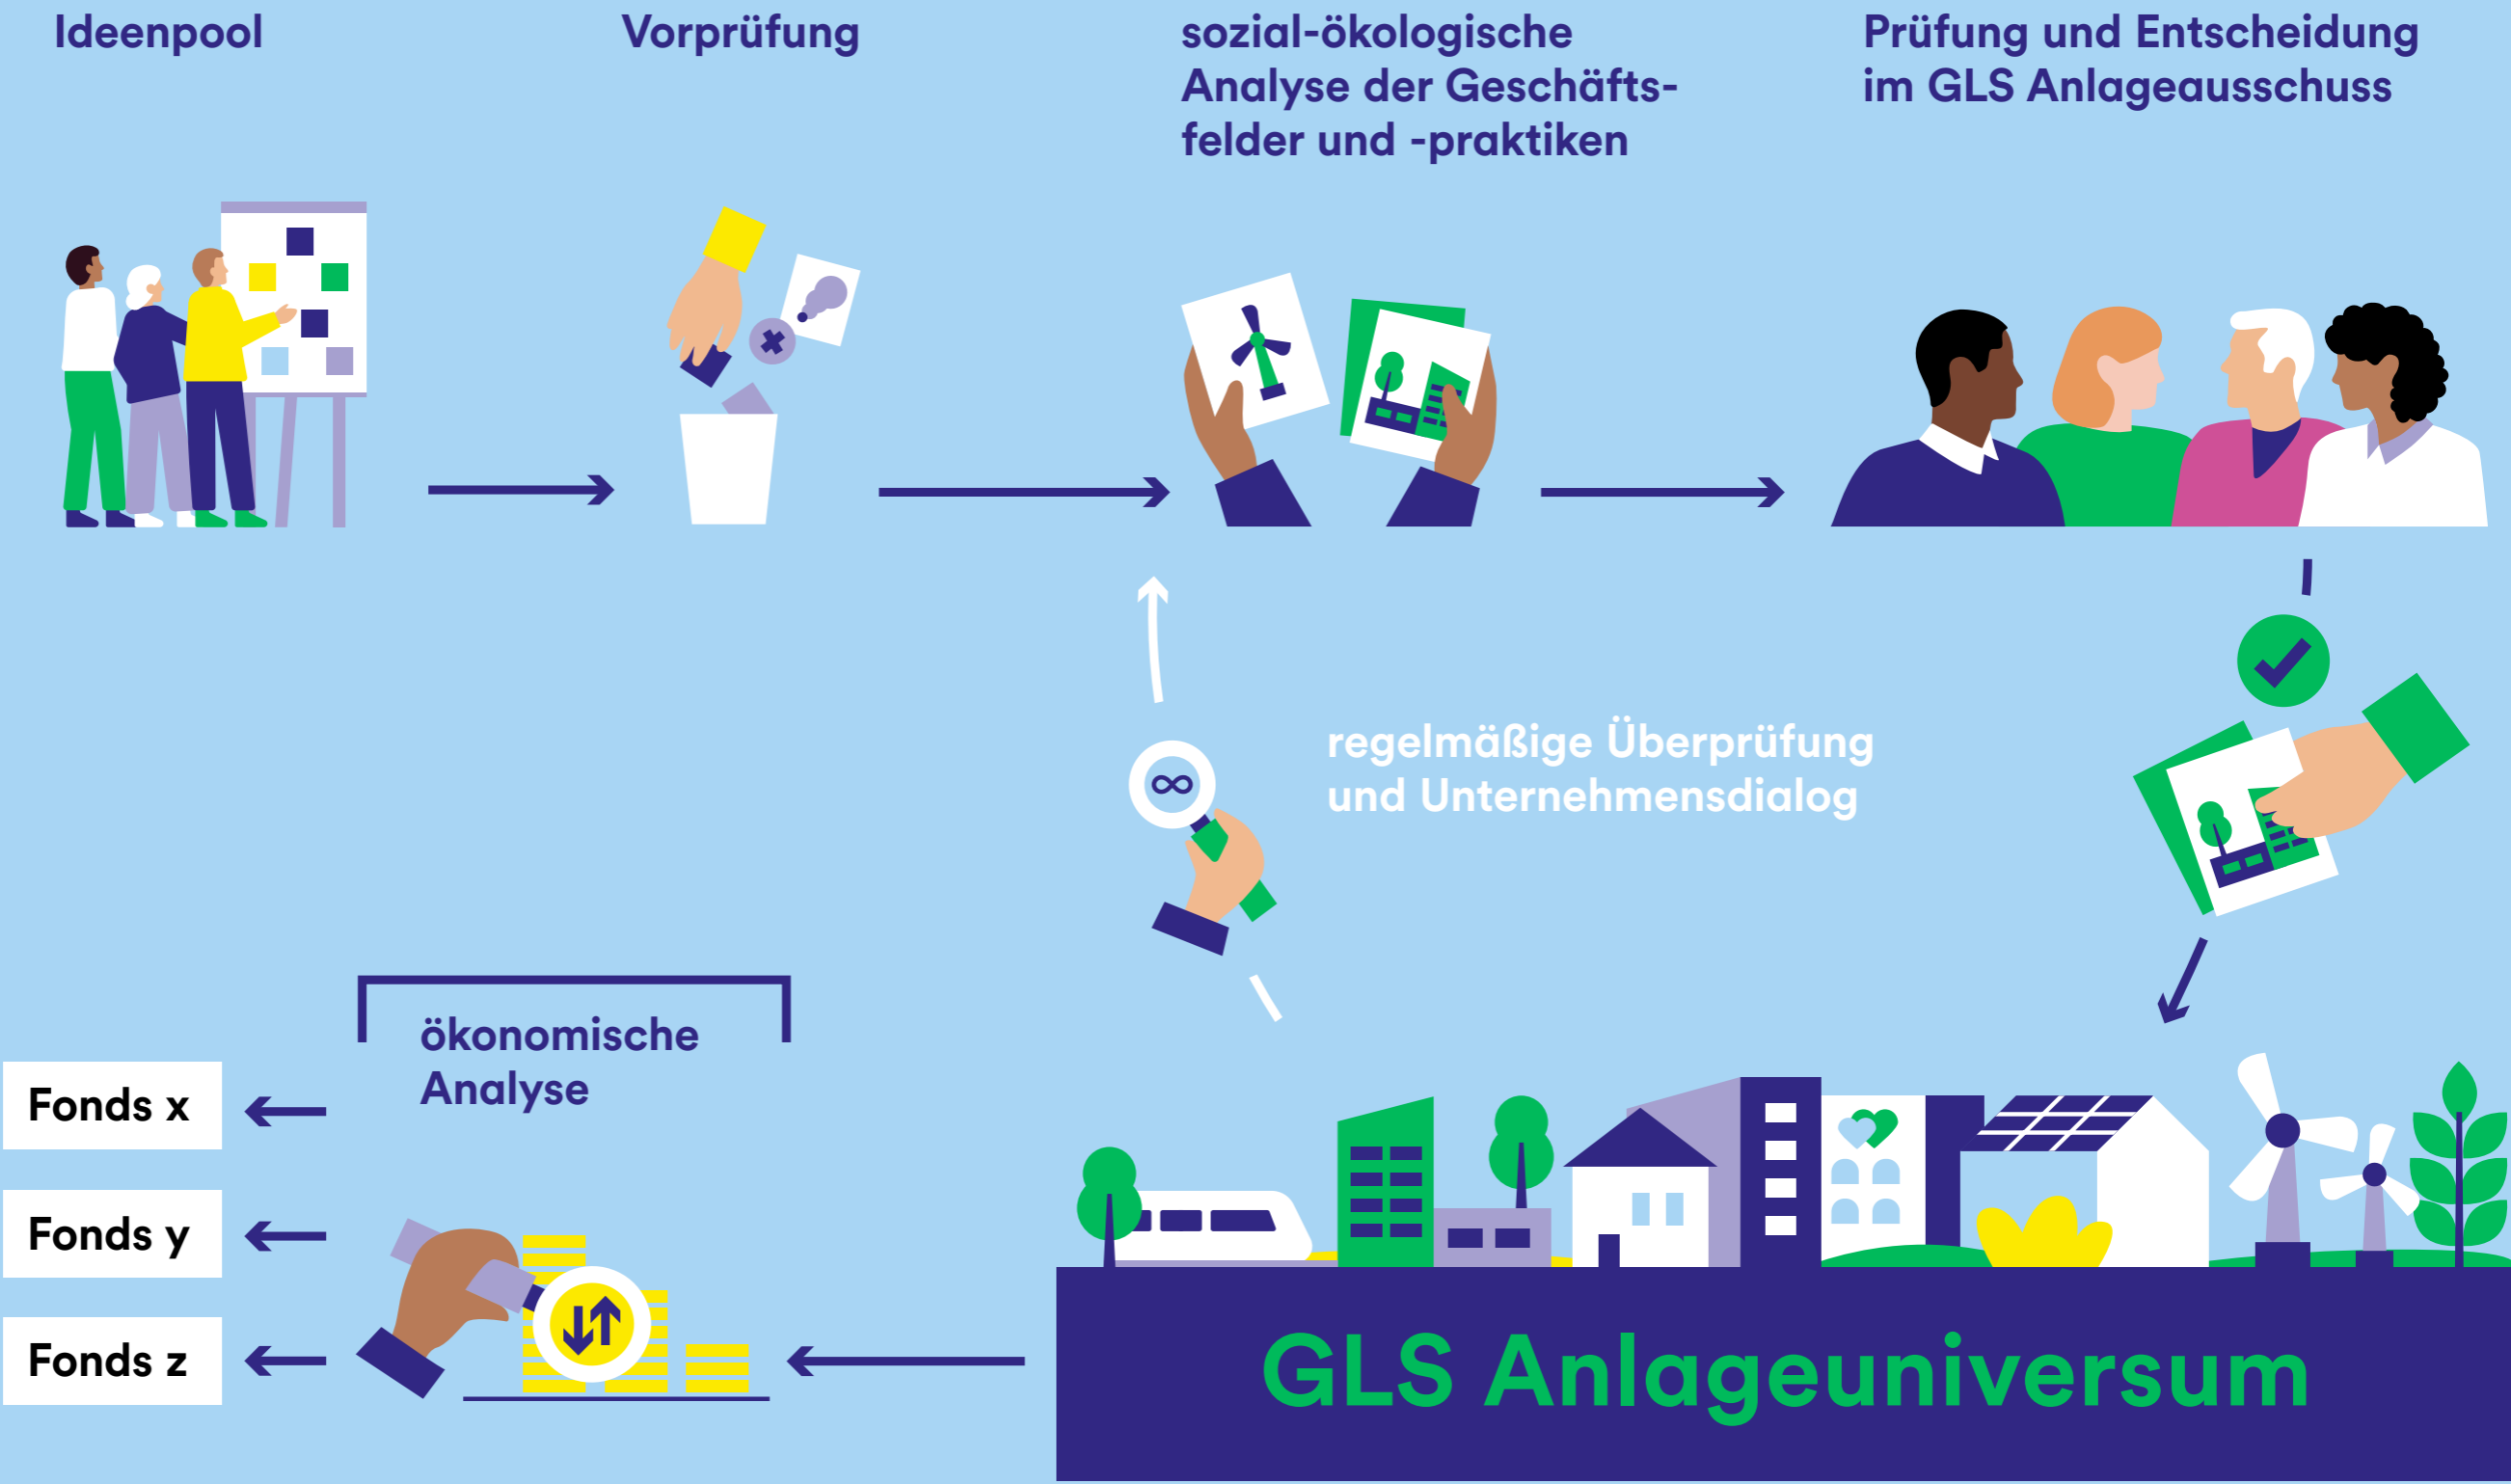 Ideenpool
Vorprüfung
sozial-ökologische
Analyse der Geschäfts-
felder und -praktiken
Prüfung und Entscheidung
im GLS Anlageausschuss
regelmäßige Überprüfung
und Unternehmensdialog
ökonomische
Analyse
Fonds x
Fonds y
Fonds z
GLS Anlageuniversum